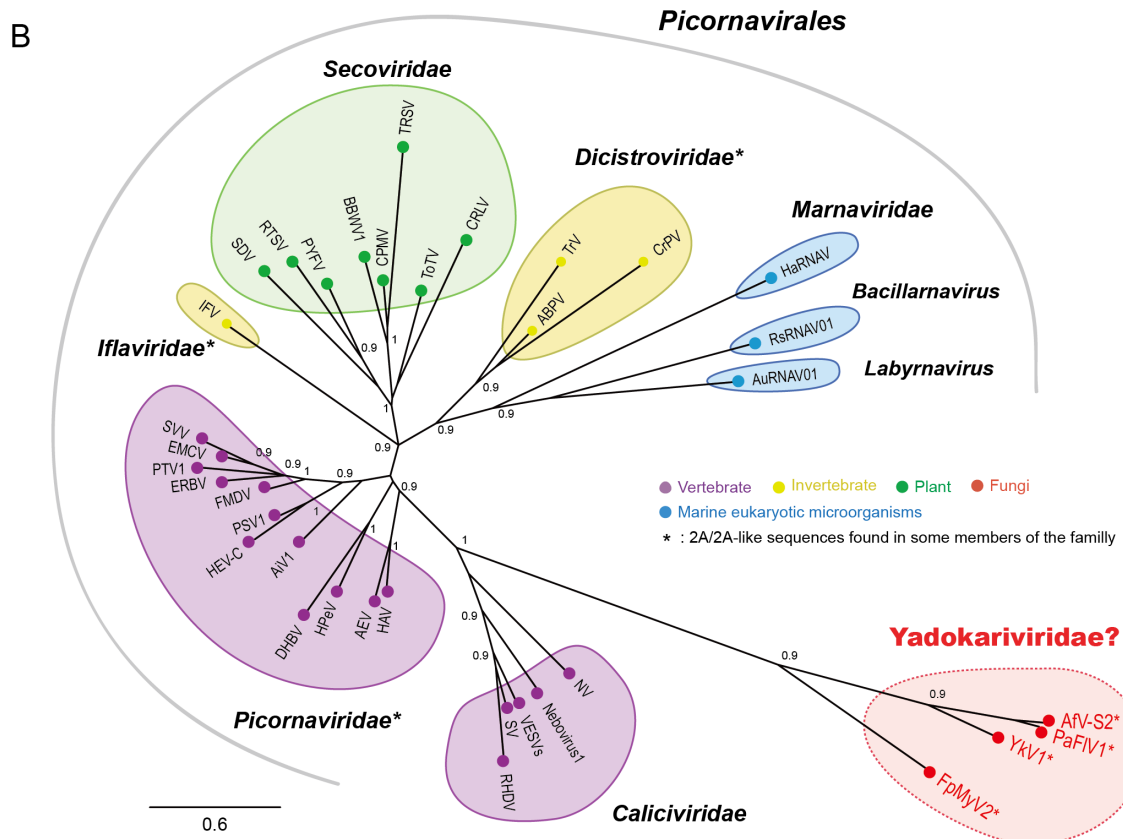 B
Picornavirales
Secoviridae
TRSV
Dicistroviridae*
BBWV1
CPMV
CRLV
RTSV
PYFV
SDV
ToTV
TrV
CrPV
ABPV
Marnaviridae
HaRNAV
Bacillarnavirus
RsRNAV01
Labyrnavirus
AuRNAV01
IFV
Iflaviridae*
0.9
1
0.9
1
0.9
0.9
0.9
SVV
EMCV
PTV1
ERBV
FMDV
PSV1
HEV-C
AiV1
DHBV
HPeV
AEV
HAV
0.9
0.9
1
0.9
0.9
1
1
1
Vertebrate
Invertebrate
Plant
Fungi
Marine eukaryotic microorganisms
* : 2A/2A-like sequences found in some members of the familly
1
0.9
0.9
0.9
0.9
Yadokariviridae?
AfV-S2*
PaFlV1*
YkV1*
FpMyV2*
NV
Nebovirus1
VESVs
SV
RHDV
Picornaviridae*
Caliciviridae
0.6